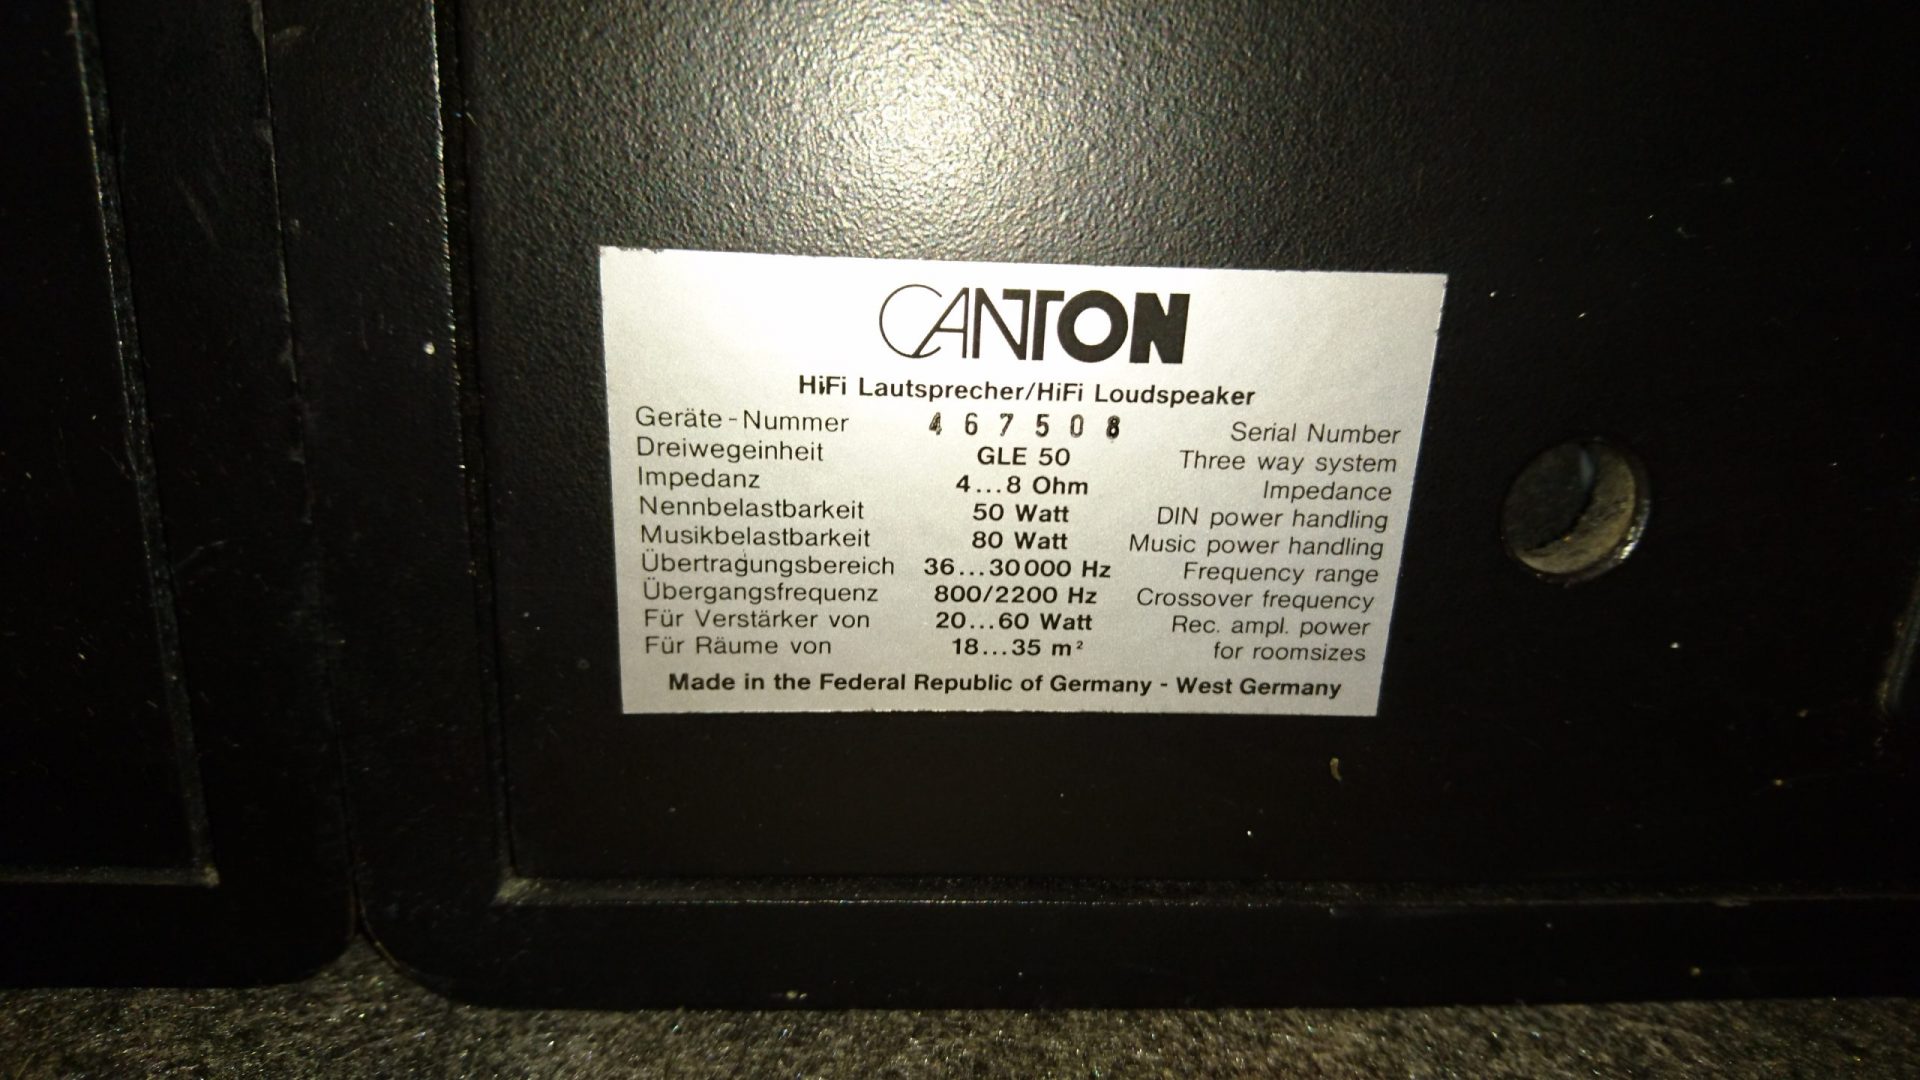 CANTON
HiFi Lautsprecher/HiFi Loudspeaker
Geräte-Nummer 467508 Serial Number
Dreiwegeinheit GLE 50 Three way system
Impedanz 4...8 Ohm Impedance
Nennbelastbarkeit 50 Watt DIN power handling
Musikbelastbarkeit 80 Watt Music power handling
Übertragungsbereich 36...30000 Hz Frequency range
Übergangsfrequenz 800/2200 Hz Crossover frequency
Für Verstärker von 20...60 Watt Rec. ampl. power
Für Räume von 18...35 m² for roomsizes
Made in the Federal Republic of Germany - West Germany